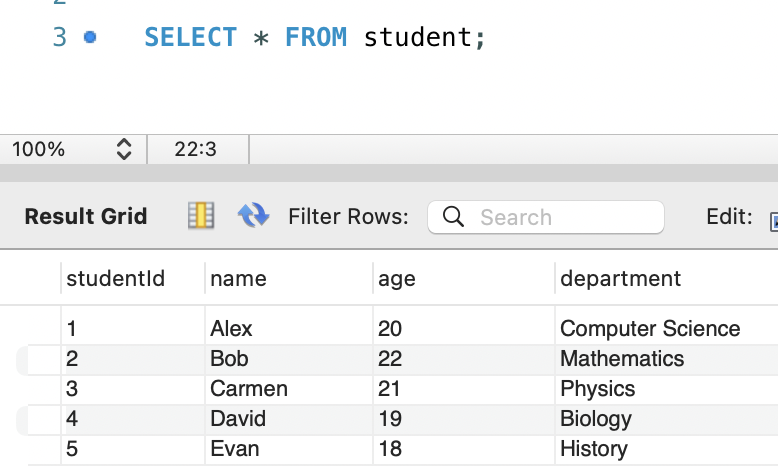 2
3 SELECT * FROM student;
100% 22:3
Result Grid Filter Rows: Search Edit:
studentId name age department
1 Alex 20 Computer Science
2 Bob 22 Mathematics
3 Carmen 21 Physics
4 David 19 Biology
5 Evan 18 History